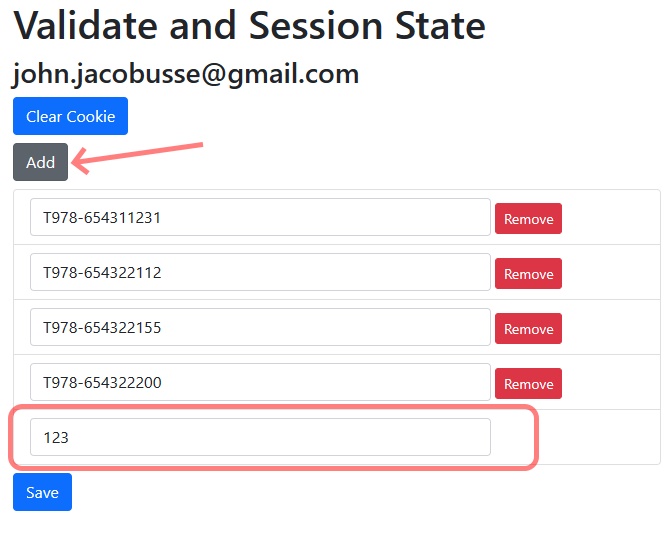 Validate and Session State
john.jacobusse@gmail.com
Clear Cookie
Add
T978-654311231 Remove
T978-654322112 Remove
T978-654322155 Remove
T978-654322200 Remove
123
Save